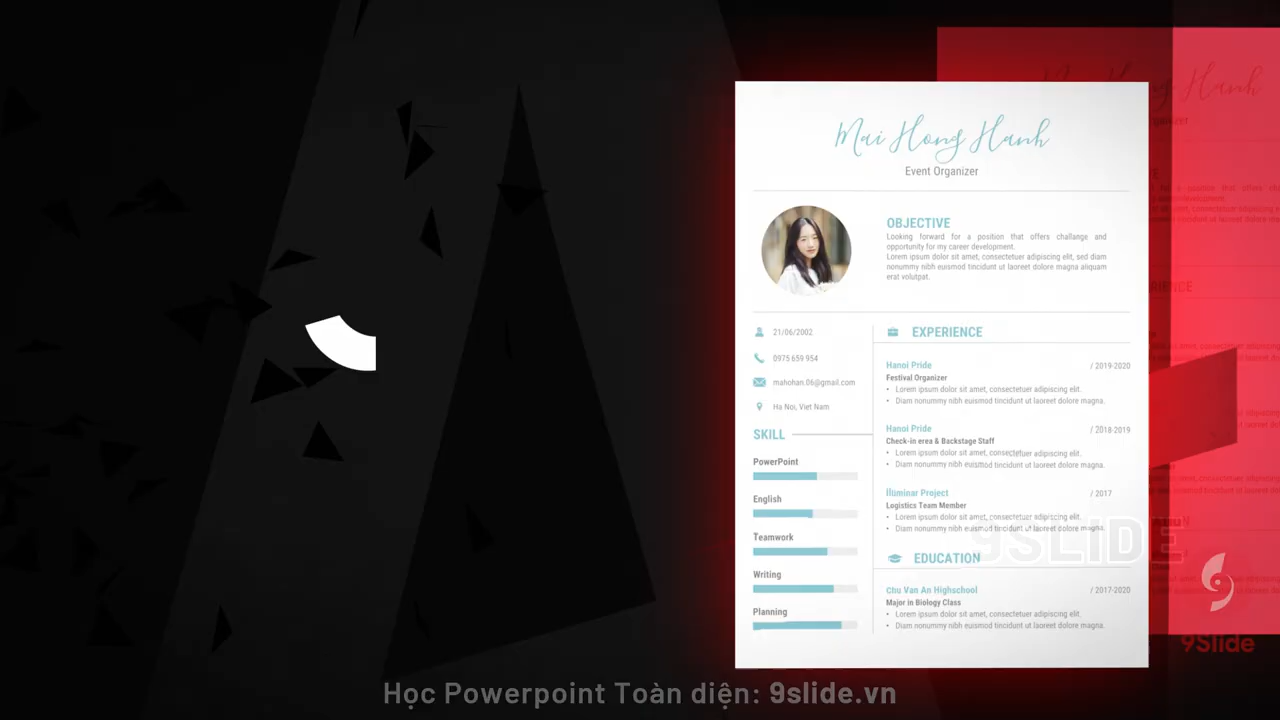 Mai Hong Hanh
Event Organizer
OBJECTIVE
Looking forward for a position that offers challange and
opportunity for my career development.
Lorem ipsum dolor sit amet, consectetuer adipiscing elit, sed diam
nonummy nibh euismod tincidunt ut laoreet dolore magna aliquam
erat volutpat.
21/06/2002
0975 659 954
mahohan.06@gmail.com
Ha Noi, Viet Nam
SKILL
PowerPoint
English
Teamwork
Writing
Planning
EXPERIENCE
Hanoi Pride / 2019-2020
Festival Organizer
• Lorem ipsum dolor sit amet, consectetuer adipiscing elit.
• Diam nonummy nibh euismod tincidunt ut laoreet dolore magna.
Hanoi Pride / 2018-2019
Check-in erea & Backstage Staff
• Lorem ipsum dolor sit amet, consectetuer adipiscing elit.
• Diam nonummy nibh euismod tincidunt ut laoreet dolore magna.
Illuminar Project / 2017
Logistics Team Member
• Lorem ipsum dolor sit amet, consectetuer adipiscing elit.
• Diam nonummy nibh euismod tincidunt ut laoreet dolore magna.
9SLIDE
EDUCATION
Chu Van An Highschool / 2017-2020
Major in Biology Class
• Lorem ipsum dolor sit amet, consectetuer adipiscing elit.
• Diam nonummy nibh euismod tincidunt ut laoreet dolore magna.
9Slide
Học Powerpoint Toàn diện: 9slide.vn